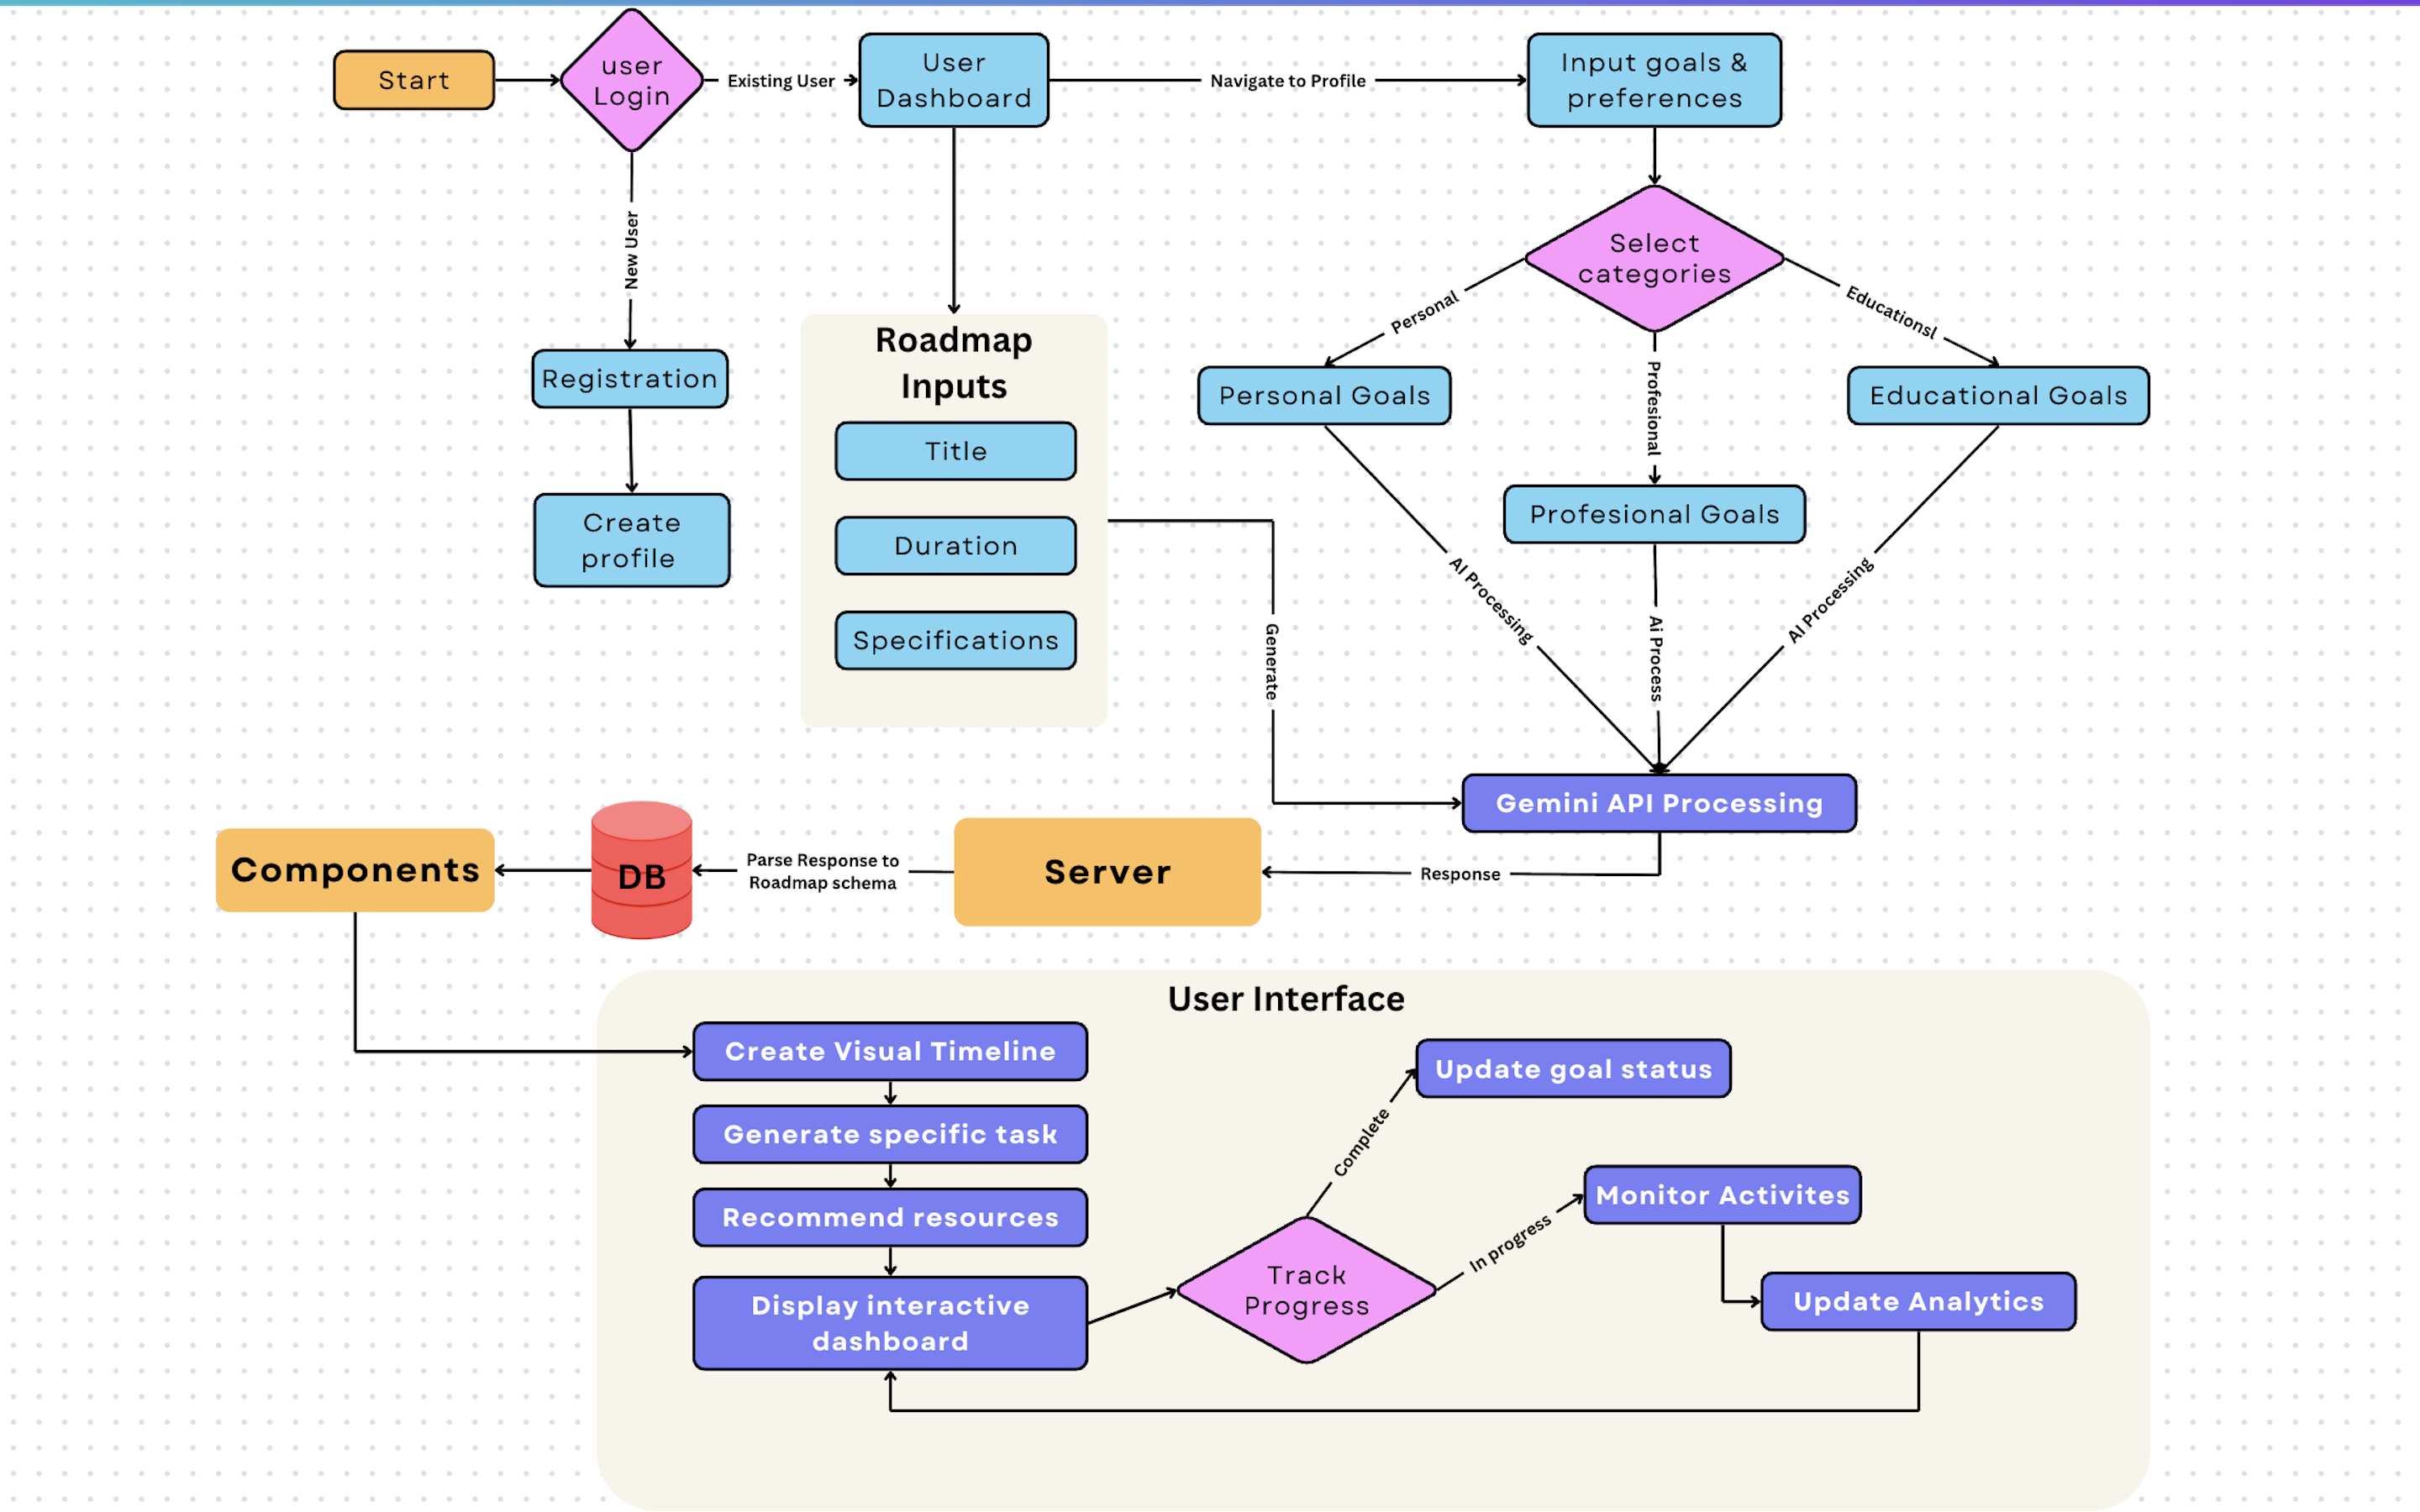 Start
user
Login
Existing User
User
Dashboard
Navigate to Profile
Input goals &
preferences
New User
Select
categories
Personal
Profesional
Educationsl
Registration
Create
profile
Roadmap
Inputs
Title
Duration
Specifications
Personal Goals
Educational Goals
Profesional Goals
Generate
AI Processing
Ai Process
AI Processing
Gemini API Processing
Components
DB
Parse Response to
Roadmap schema
Server
Response
User Interface
Create Visual Timeline
Generate specific task
Recommend resources
Display interactive
dashboard
Track
Progress
Complete
Update goal status
In progress
Monitor Activites
Update Analytics